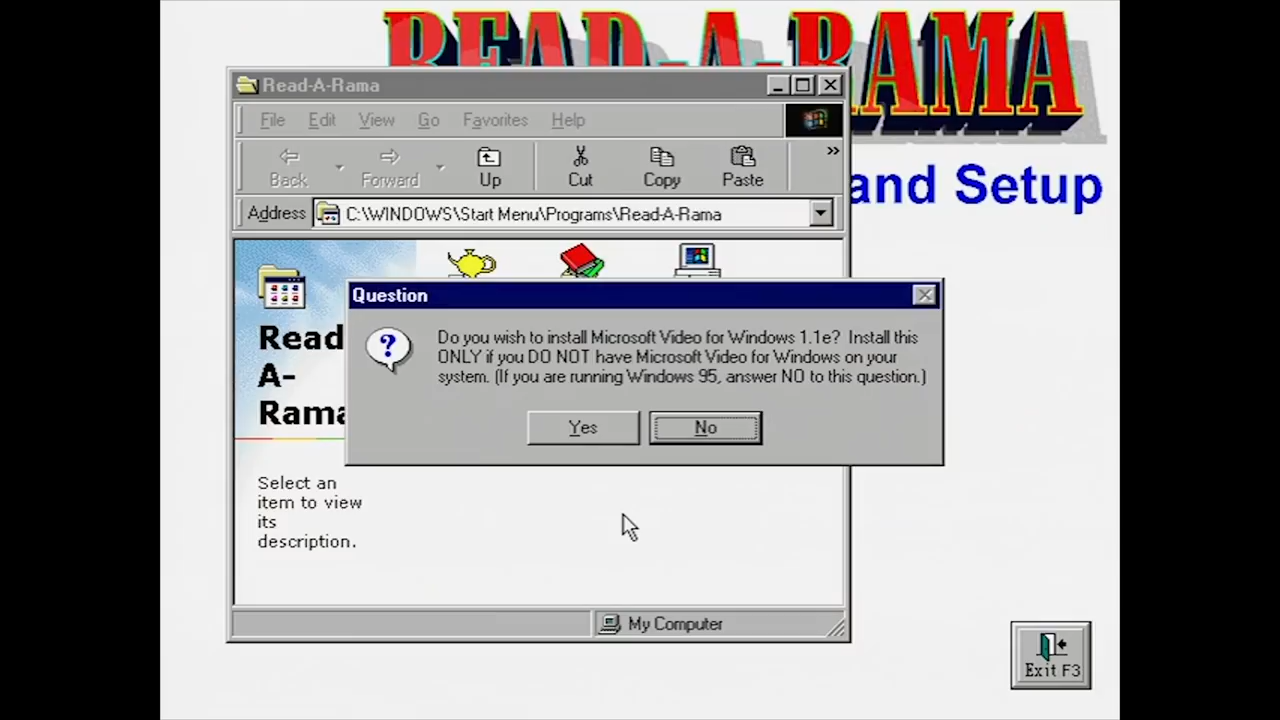 READ-A-RAMA
and Setup
Read-A-Rama
File Edit View Go Favorites Help
Back Forward Up Cut Copy Paste »
Address C:\WINDOWS\Start Menu\Programs\Read-A-Rama
Question
Do you wish to install Microsoft Video for Windows 1.1e? Install this
ONLY if you DO NOT have Microsoft Video for Windows on your
system. (If you are running Windows 95, answer NO to this question.)
Yes No
Read
A-
Rama
Select an
item to view
its
description.
My Computer
Exit F3